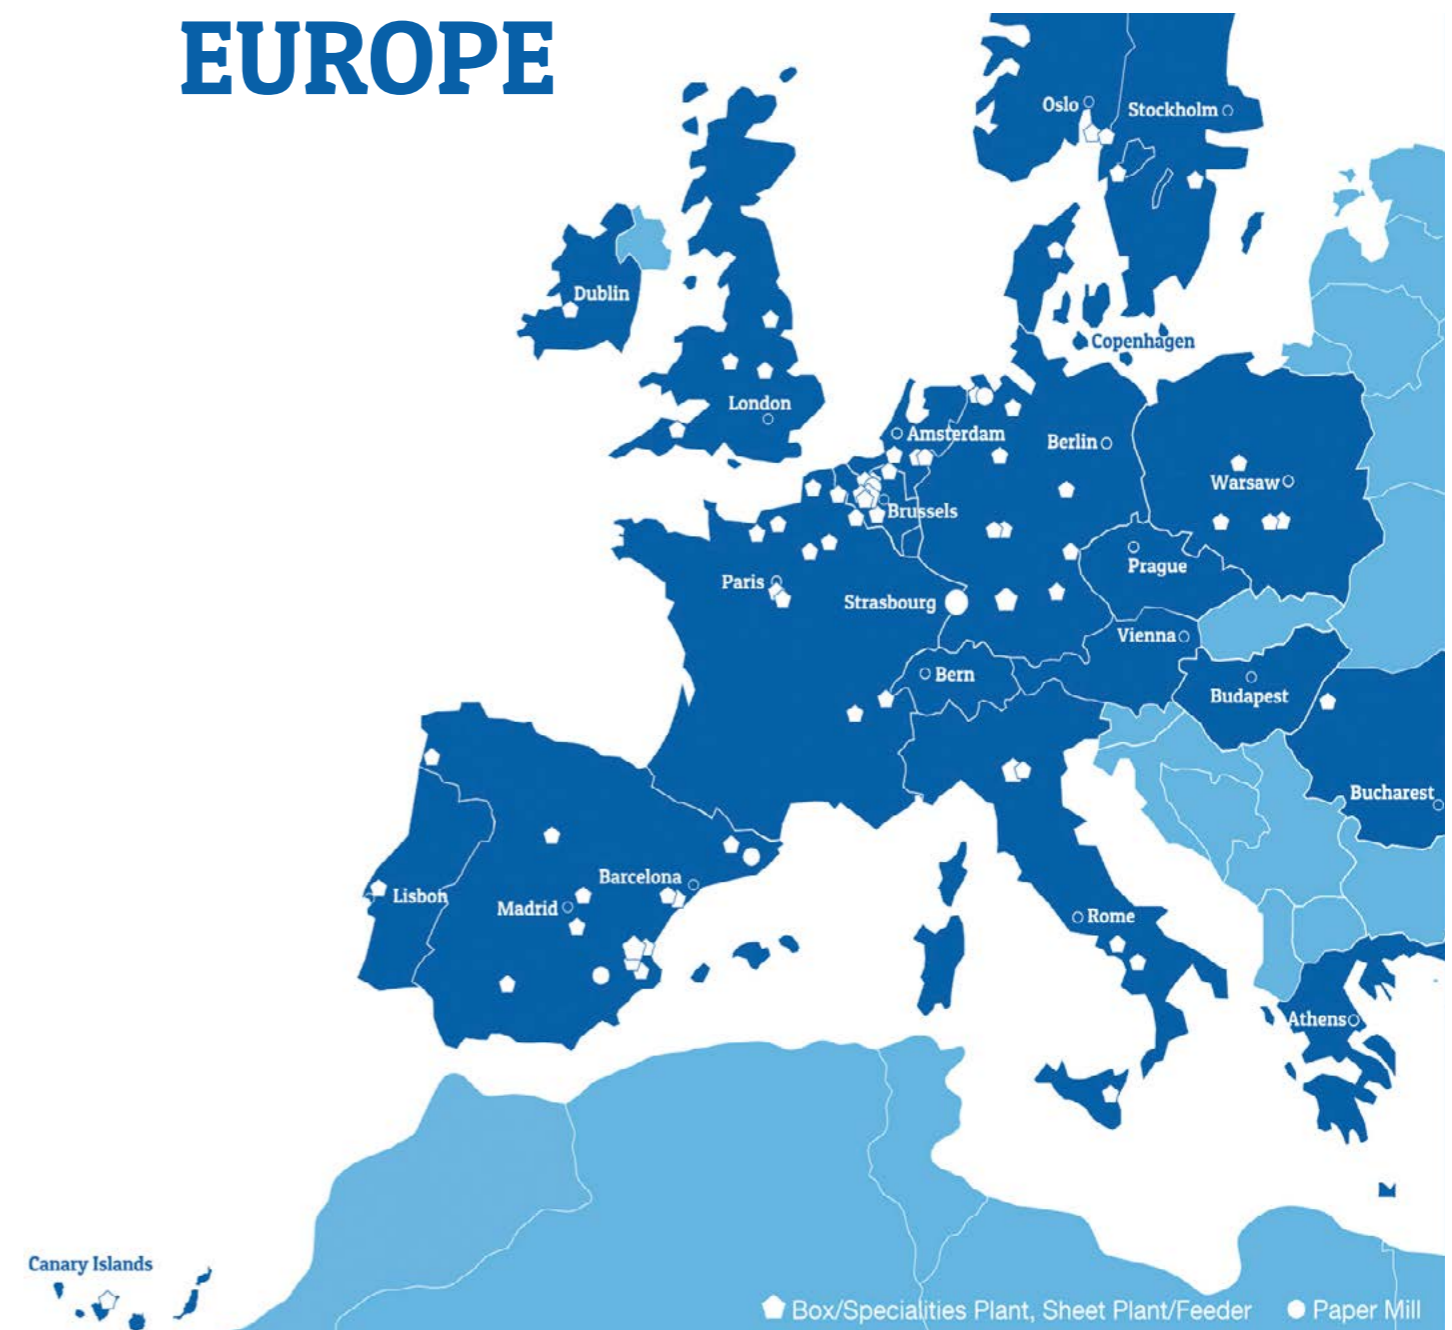 EUROPE
Oslo
Stockholm
Dublin
Copenhagen
London
Amsterdam
Berlin
Warsaw
Brussels
Prague
Paris
Strasbourg
Vienna
Bern
Budapest
Bucharest
Barcelona
Lisbon
Madrid
Rome
Athens
Canary Islands
Box/Specialities Plant, Sheet Plant/Feeder
Paper Mill